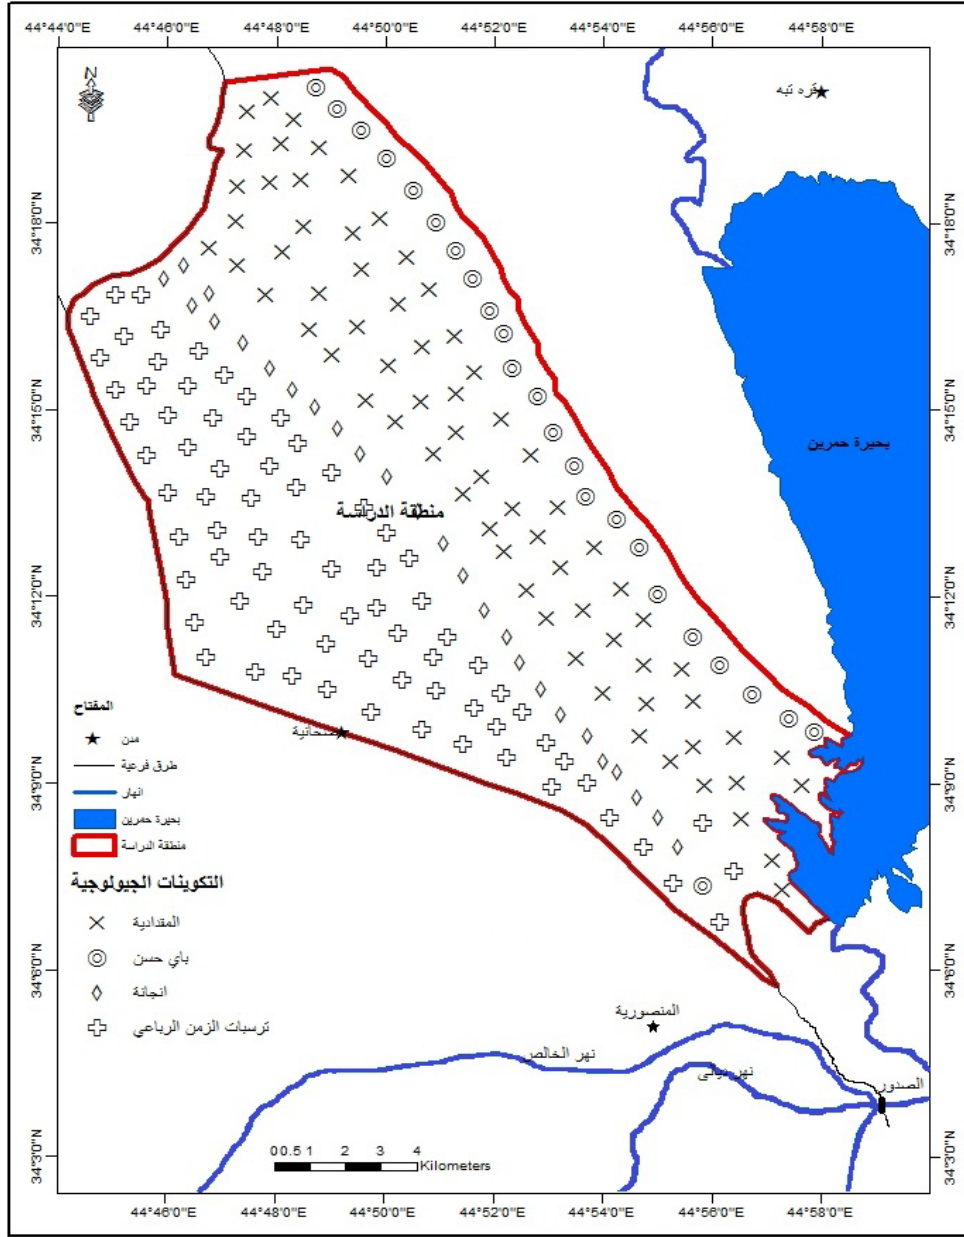 44°44'0"E 44°46'0"E 44°48'0"E 44°50'0"E 44°52'0"E 44°54'0"E 44°56'0"E 44°58'0"E
N
قره تبه
34°18'0"N 34°18'0"N
34°15'0"N 34°15'0"N
بحيرة حمرين
منطقة الدراسة
34°12'0"N 34°12'0"N
المفتاح
مدن
طرق فرعية
انهار
بحيرة حمرين
منطقة الدراسة
34°9'0"N 34°9'0"N
التكوينات الجيولوجية
المقدادية
باي حسن
انجانة
ترسبات الزمن الرباعي
34°6'0"N 34°6'0"N
المنصورية
نهر الخالص
نهر ديالى
الصدور
34°3'0"N 34°3'0"N
0 0.5 1 2 3 4
Kilometers
44°46'0"E 44°48'0"E 44°50'0"E 44°52'0"E 44°54'0"E 44°56'0"E 44°58'0"E